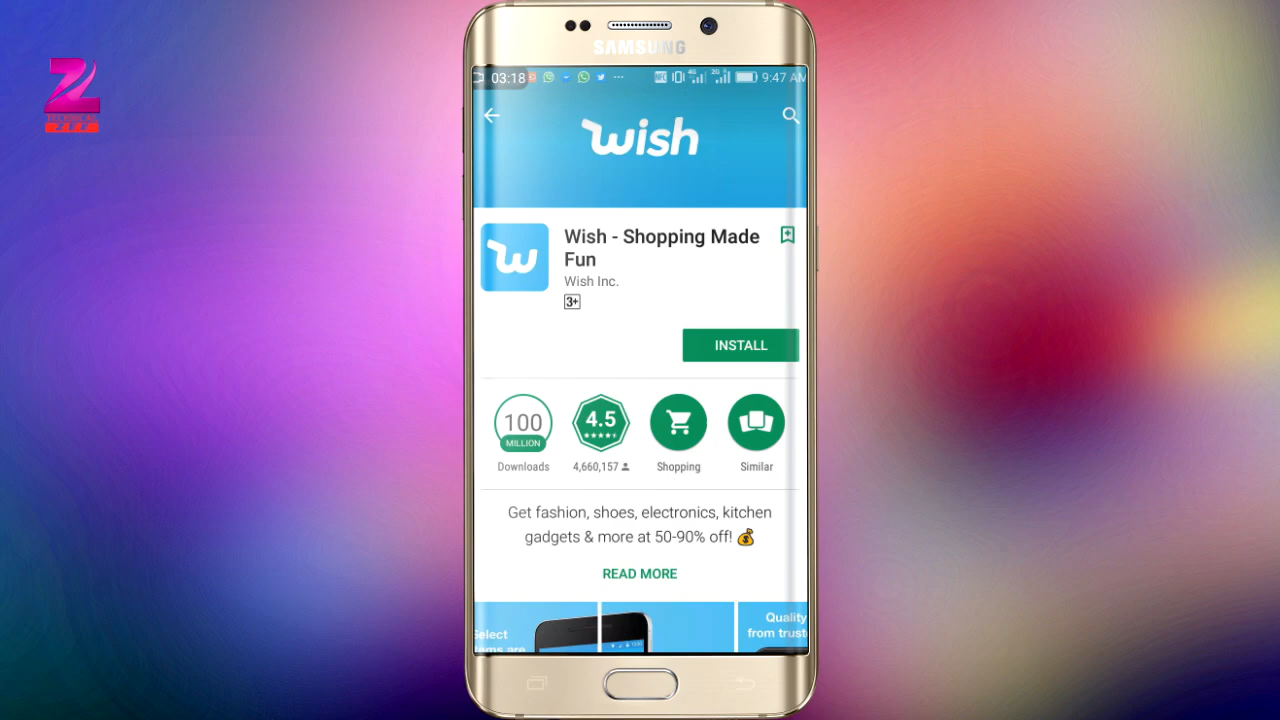 SAMSUNG
03:18
9:47 AM
wish
Wish - Shopping Made
Fun
Wish Inc.
3+
INSTALL
100
MILLION
4.5
Downloads
4,660,157
Shopping
Similar
Get fashion, shoes, electronics, kitchen
gadgets & more at 50-90% off! 💰
READ MORE
Select
Quality
from trust
Z
ZEE